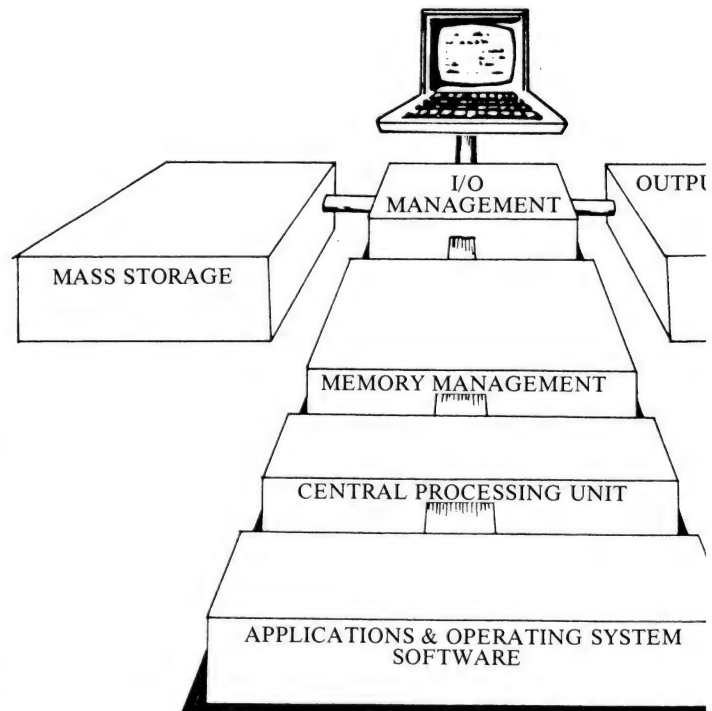 I/O
MANAGEMENT
MASS STORAGE
MEMORY MANAGEMENT
CENTRAL PROCESSING UNIT
APPLICATIONS & OPERATING SYSTEM
SOFTWARE